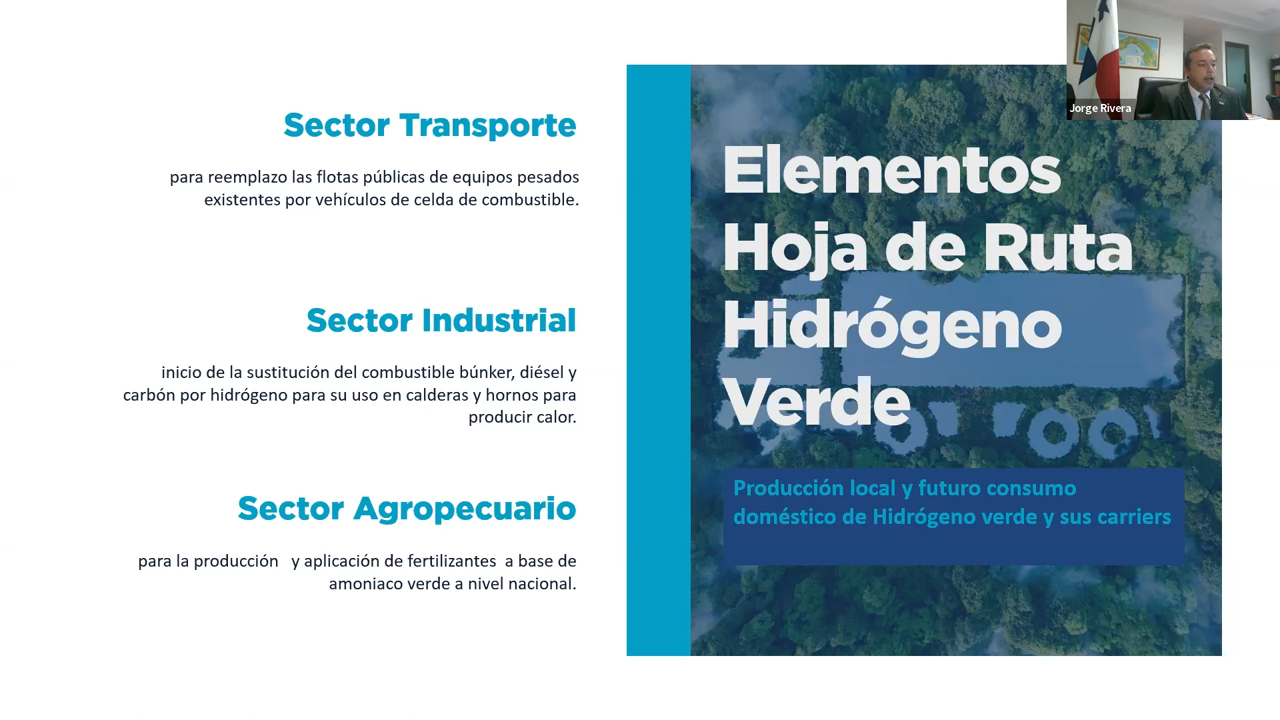 Sector Transporte
para reemplazo las flotas públicas de equipos pesados
existentes por vehículos de celda de combustible.
Sector Industrial
inicio de la sustitución del combustible búnker, diésel y
carbón por hidrógeno para su uso en calderas y hornos para
producir calor.
Sector Agropecuario
para la producción y aplicación de fertilizantes a base de
amoniaco verde a nivel nacional.
Jorge Rivera
Elementos
Hoja de Ruta
Hidrógeno
Verde
Producción local y futuro consumo
doméstico de Hidrógeno verde y sus carriers